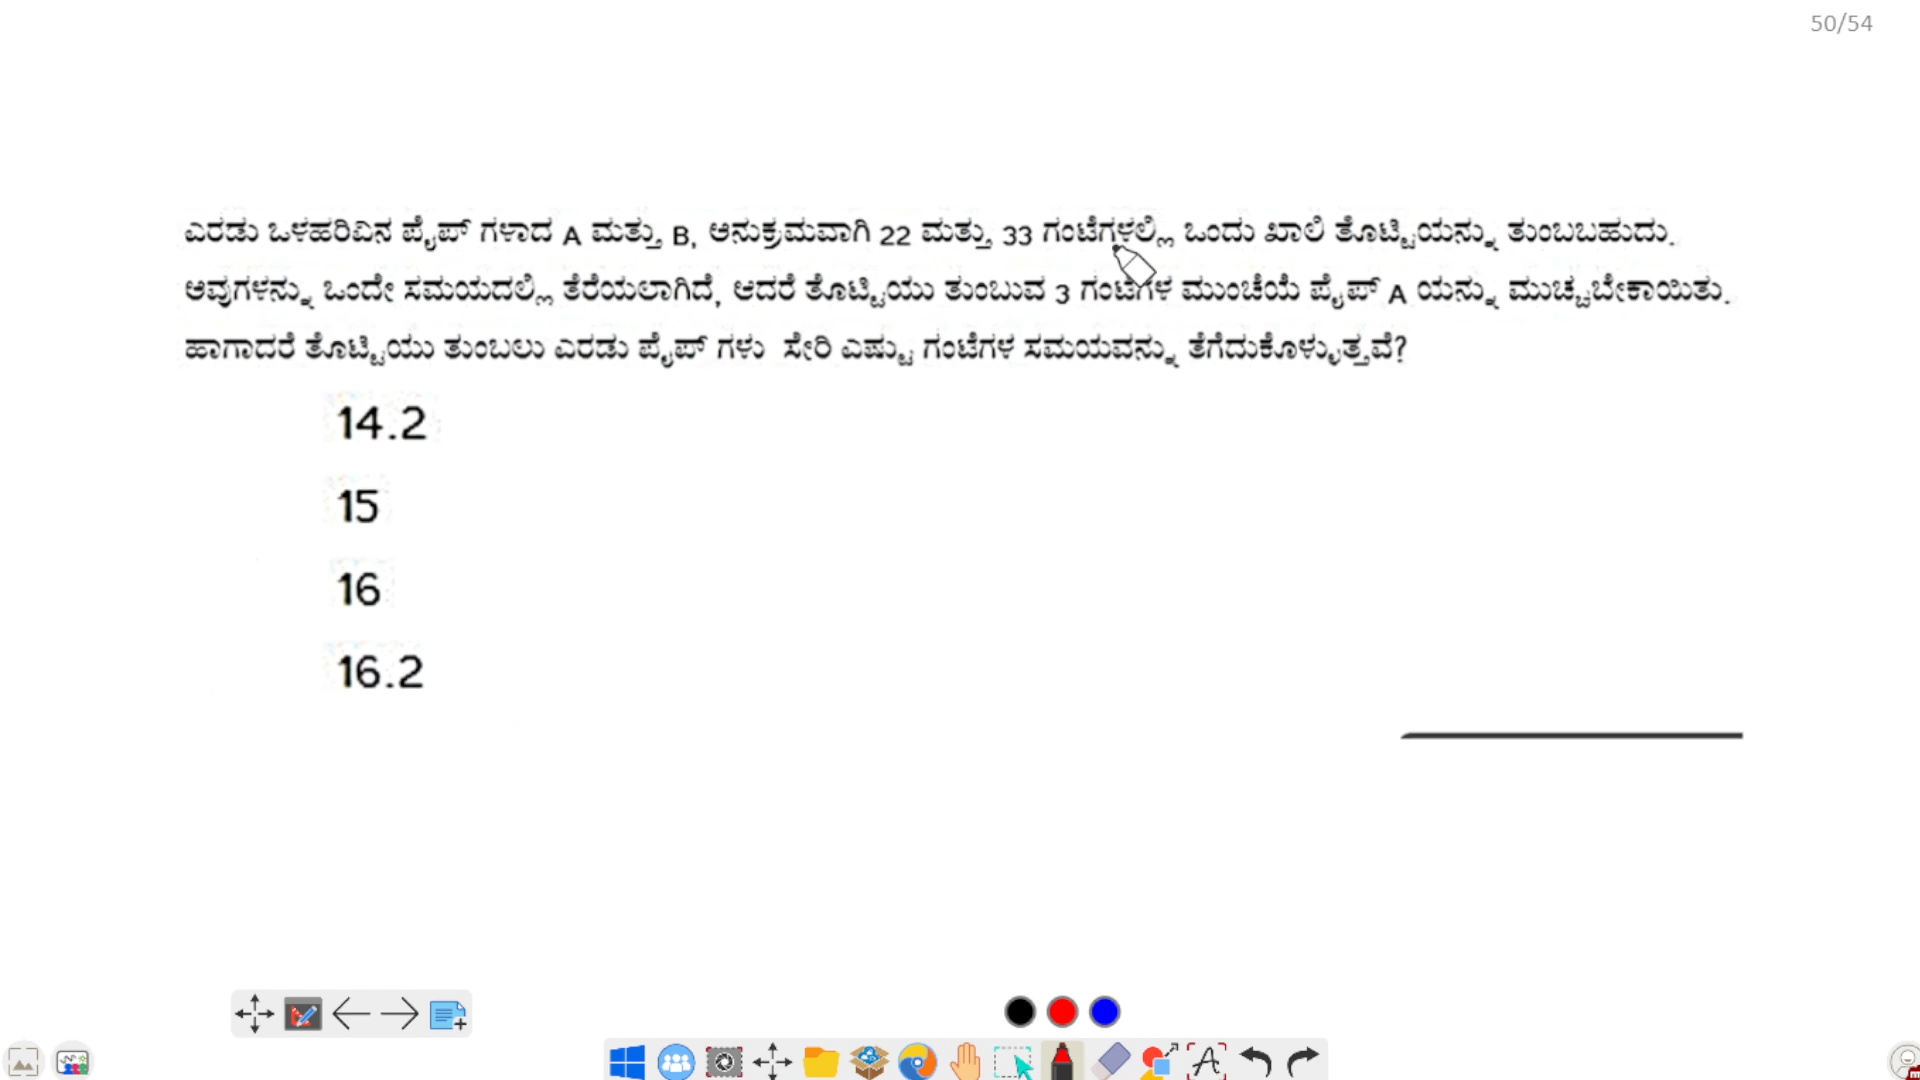 50/54
ಎರಡು ಒಳಹರಿವಿನ ಪೈಪ್ ಗಳಾದ A ಮತ್ತು B, ಅನುಕ್ರಮವಾಗಿ 22 ಮತ್ತು 33 ಗಂಟೆಗಳಲ್ಲಿ ಒಂದು ಖಾಲಿ ತೊಟ್ಟಿಯನ್ನು ತುಂಬಬಹುದು.
ಅವುಗಳನ್ನು ಒಂದೇ ಸಮಯದಲ್ಲಿ ತೆರೆಯಲಾಗಿದೆ, ಆದರೆ ತೊಟ್ಟಿಯು ತುಂಬುವ 3 ಗಂಟೆಗಳ ಮುಂಚೆಯೆ ಪೈಪ್ A ಯನ್ನು ಮುಚ್ಚಬೇಕಾಯಿತು.
ಹಾಗಾದರೆ ತೊಟ್ಟಿಯು ತುಂಬಲು ಎರಡು ಪೈಪ್ ಗಳು ಸೇರಿ ಎಷ್ಟು ಗಂಟೆಗಳ ಸಮಯವನ್ನು ತೆಗೆದುಕೊಳ್ಳುತ್ತವೆ?
14.2
15
16
16.2